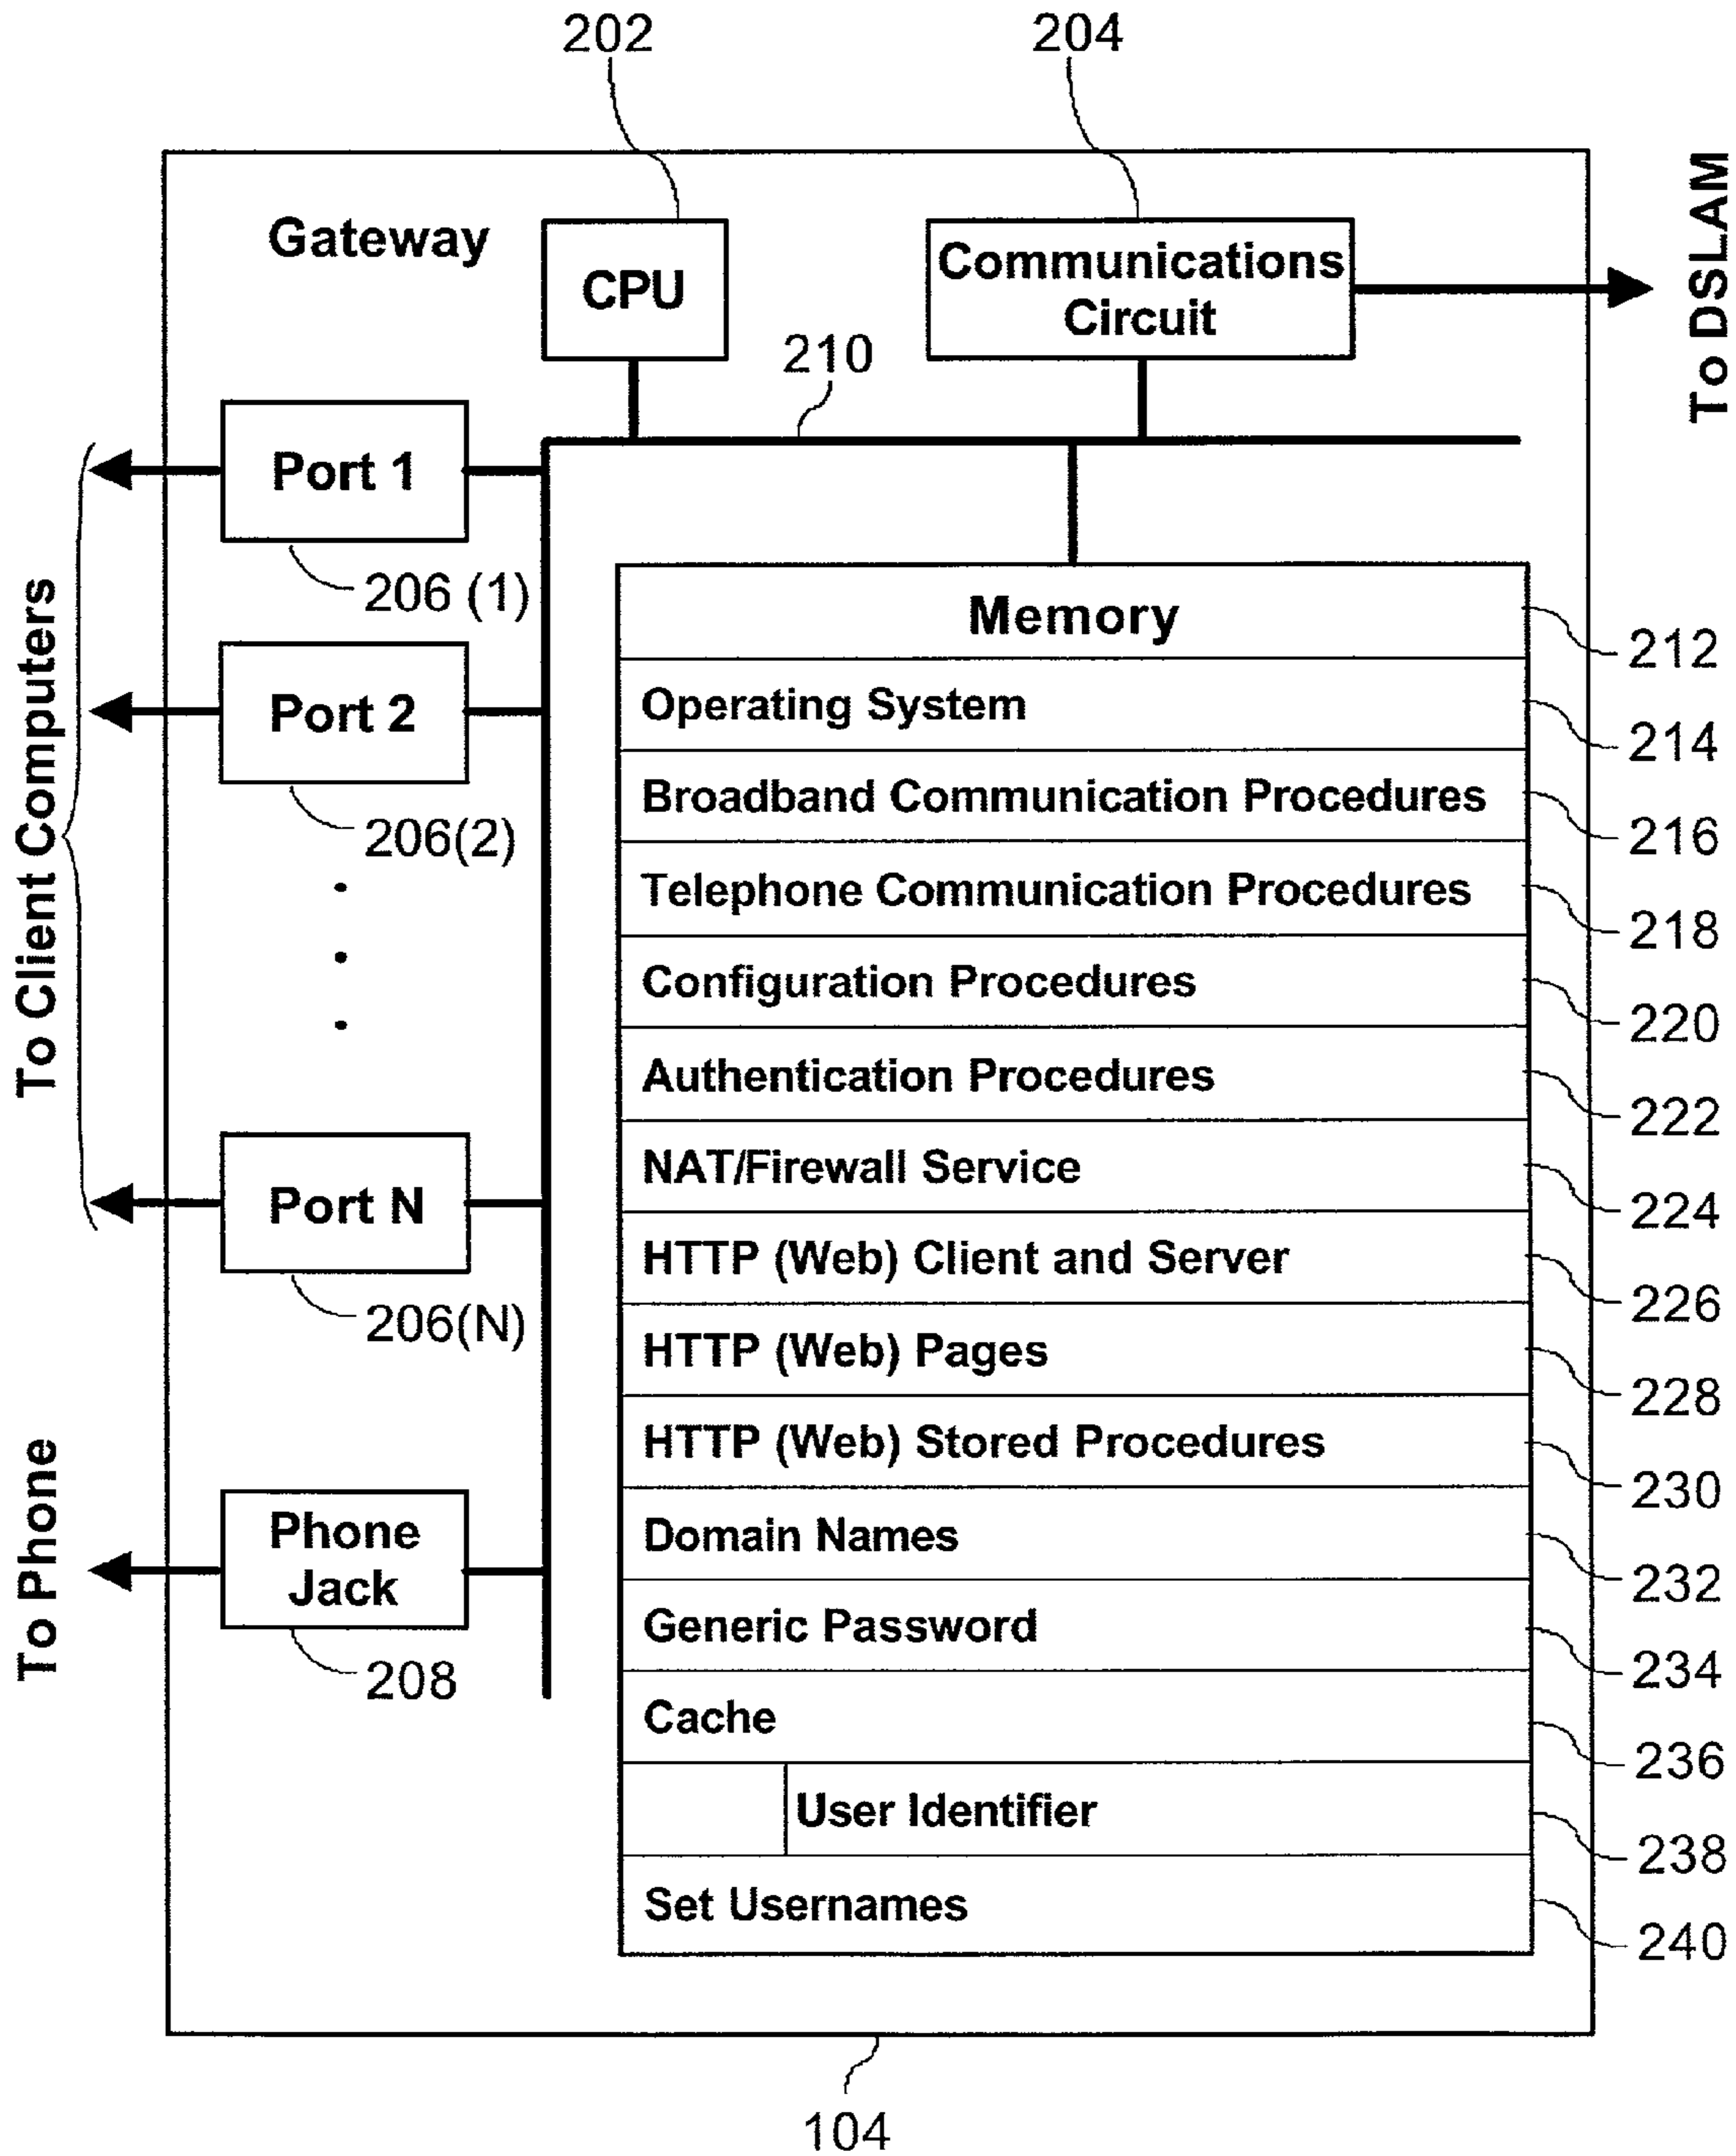 202
204
To DSLAM
Gateway
CPU
Communications
Circuit
210
Port 1
206 (1)
To Client Computers
Port 2
206(2)
Port N
206(N)
To Phone
Phone
Jack
208
Memory
212
Operating System
214
Broadband Communication Procedures
216
Telephone Communication Procedures
218
Configuration Procedures
220
Authentication Procedures
222
NAT/Firewall Service
224
HTTP (Web) Client and Server
226
HTTP (Web) Pages
228
HTTP (Web) Stored Procedures
230
Domain Names
232
Generic Password
234
Cache
236
User Identifier
238
Set Usernames
240
104